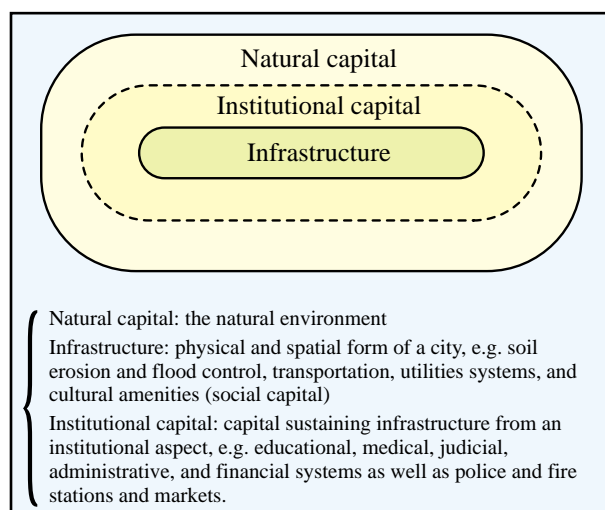 Natural capital
Institutional capital
Infrastructure
Natural capital: the natural environment
Infrastructure: physical and spatial form of a city, e.g. soil
erosion and flood control, transportation, utilities systems, and
cultural amenities (social capital)
Institutional capital: capital sustaining infrastructure from an
institutional aspect, e.g. educational, medical, judicial,
administrative, and financial systems as well as police and fire
stations and markets.